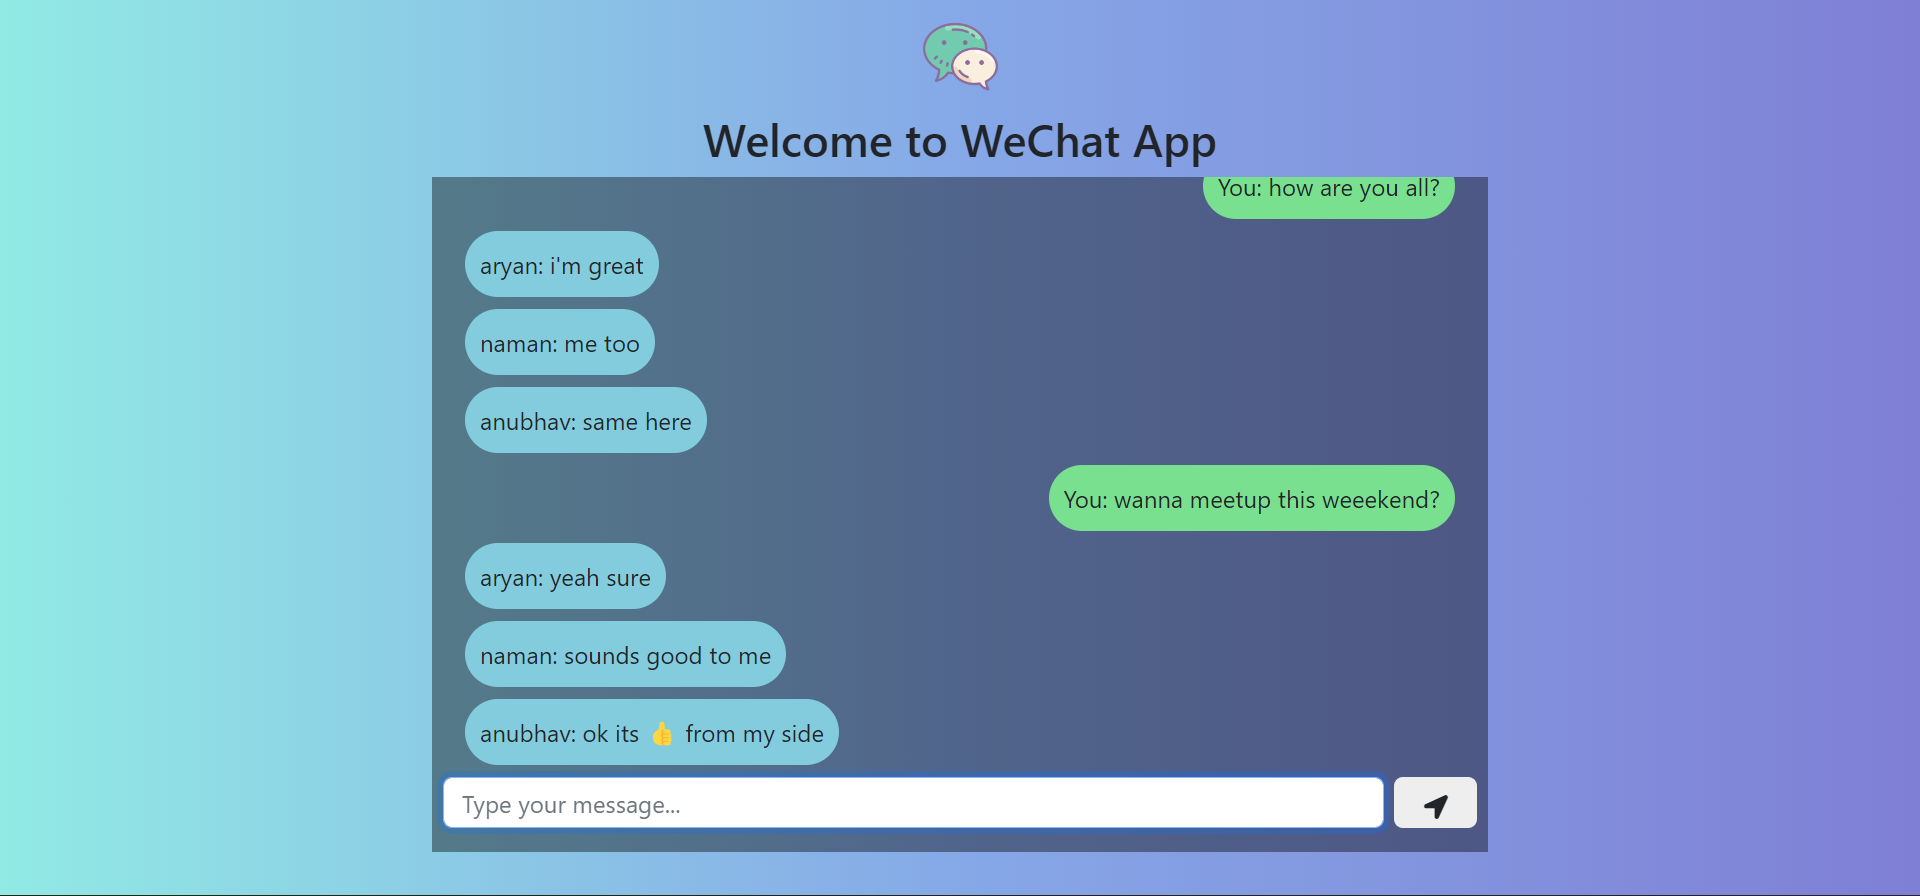 Welcome to WeChat App
You: how are you all?
aryan: i'm great
naman: me too
anubhav: same here
You: wanna meetup this weeekend?
aryan: yeah sure
naman: sounds good to me
anubhav: ok its 👍 from my side
Type your message...